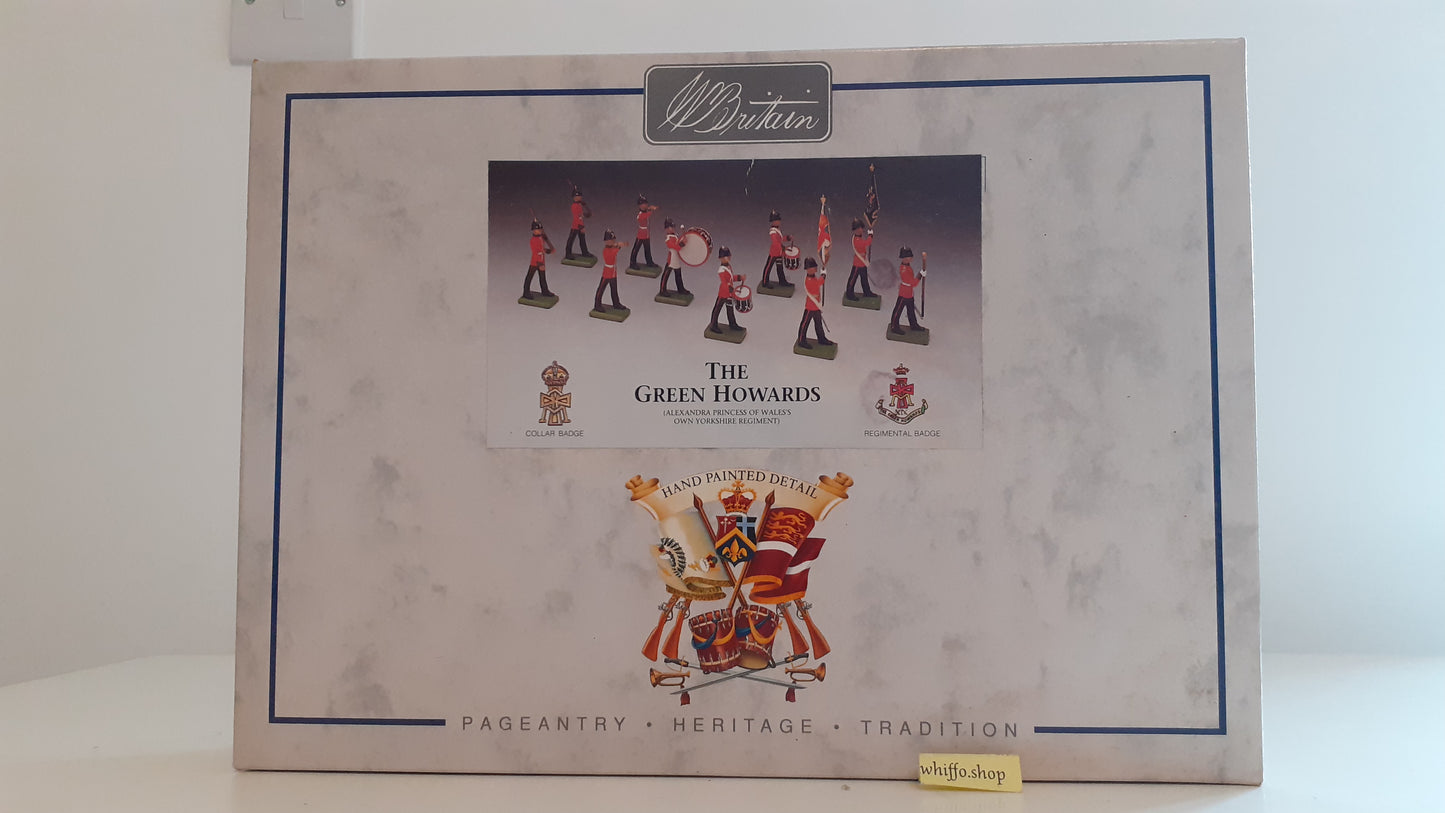 W Britain
THE
GREEN HOWARDS
(ALEXANDRA PRINCESS OF WALES'S
OWN YORKSHIRE REGIMENT)
COLLAR BADGE
REGIMENTAL BADGE
HAND PAINTED DETAIL
PAGEANTRY • HERITAGE • TRADITION
whiffo.shop